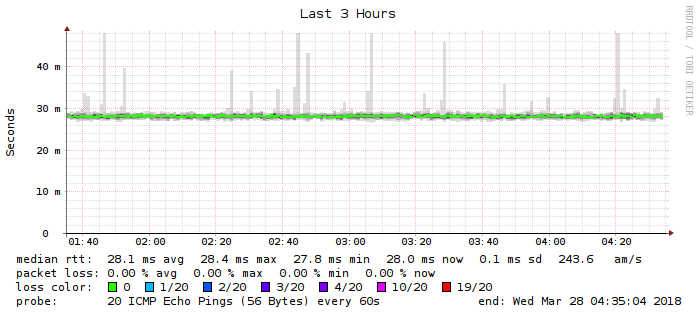 Last 3 Hours
RRDTOOL / TOBI OETIKER
Seconds
40 m
30 m
20 m
10 m
0
01:40 02:00 02:20 02:40 03:00 03:20 03:40 04:00 04:20
median rtt: 28.1 ms avg 28.4 ms max 27.8 ms min 28.0 ms now 0.1 ms sd 243.6 am/s
packet loss: 0.00 % avg 0.00 % max 0.00 % min 0.00 % now
loss color: 0 1/20 2/20 3/20 4/20 10/20 19/20
probe: 20 ICMP Echo Pings (56 Bytes) every 60s end: Wed Mar 28 04:35:04 2018